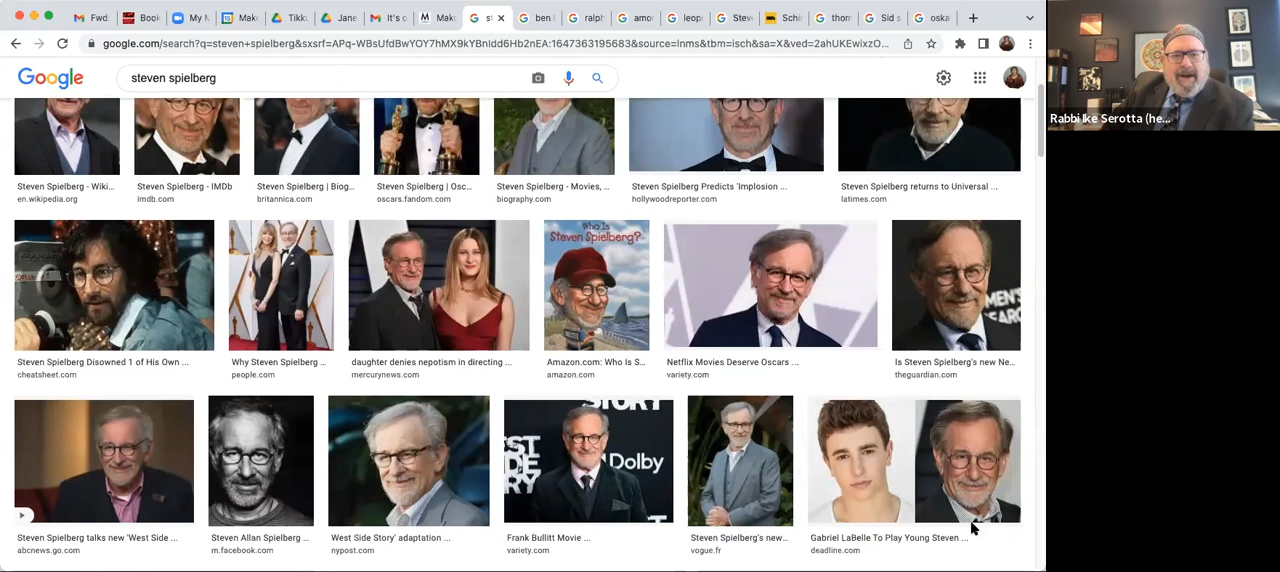 Fwd:
Book
My M
Make
Tikk
Jane
It's o
Make
st
ben l
ralph
amor
leop
Steve
Schi
thom
Sid s
oska
google.com/search?q=steven+spielberg&sxsrf=APq-WBsUfdBwYOY7hMX9kYBnIdd6Hb2nEA:1647363195683&source=lnms&tbm=isch&sa=X&ved=2ahUKEwixzO...
Google
steven spielberg
Rabbi Ike Serotta (he...
Steven Spielberg - Wiki...
en.wikipedia.org
Steven Spielberg - IMDb
imdb.com
Steven Spielberg | Biog...
britannica.com
Steven Spielberg | Osc...
oscars.fandom.com
Steven Spielberg - Movies, ...
biography.com
Steven Spielberg Predicts 'Implosion ...
hollywoodreporter.com
Steven Spielberg returns to Universal ...
latimes.com
Who Is
Steven Spielberg?
Steven Spielberg Disowned 1 of His Own ...
cheatsheet.com
Why Steven Spielberg ...
people.com
daughter denies nepotism in directing ...
mercurynews.com
Amazon.com: Who Is S...
amazon.com
Netflix Movies Deserve Oscars ...
variety.com
Is Steven Spielberg's new Ne...
theguardian.com
STORY
Dolby
Steven Spielberg talks new 'West Side ...
abcnews.go.com
Steven Allan Spielberg ...
m.facebook.com
West Side Story' adaptation ...
nypost.com
Frank Bullitt Movie ...
variety.com
Steven Spielberg's new...
vogue.fr
Gabriel LaBelle To Play Young Steven ...
deadline.com